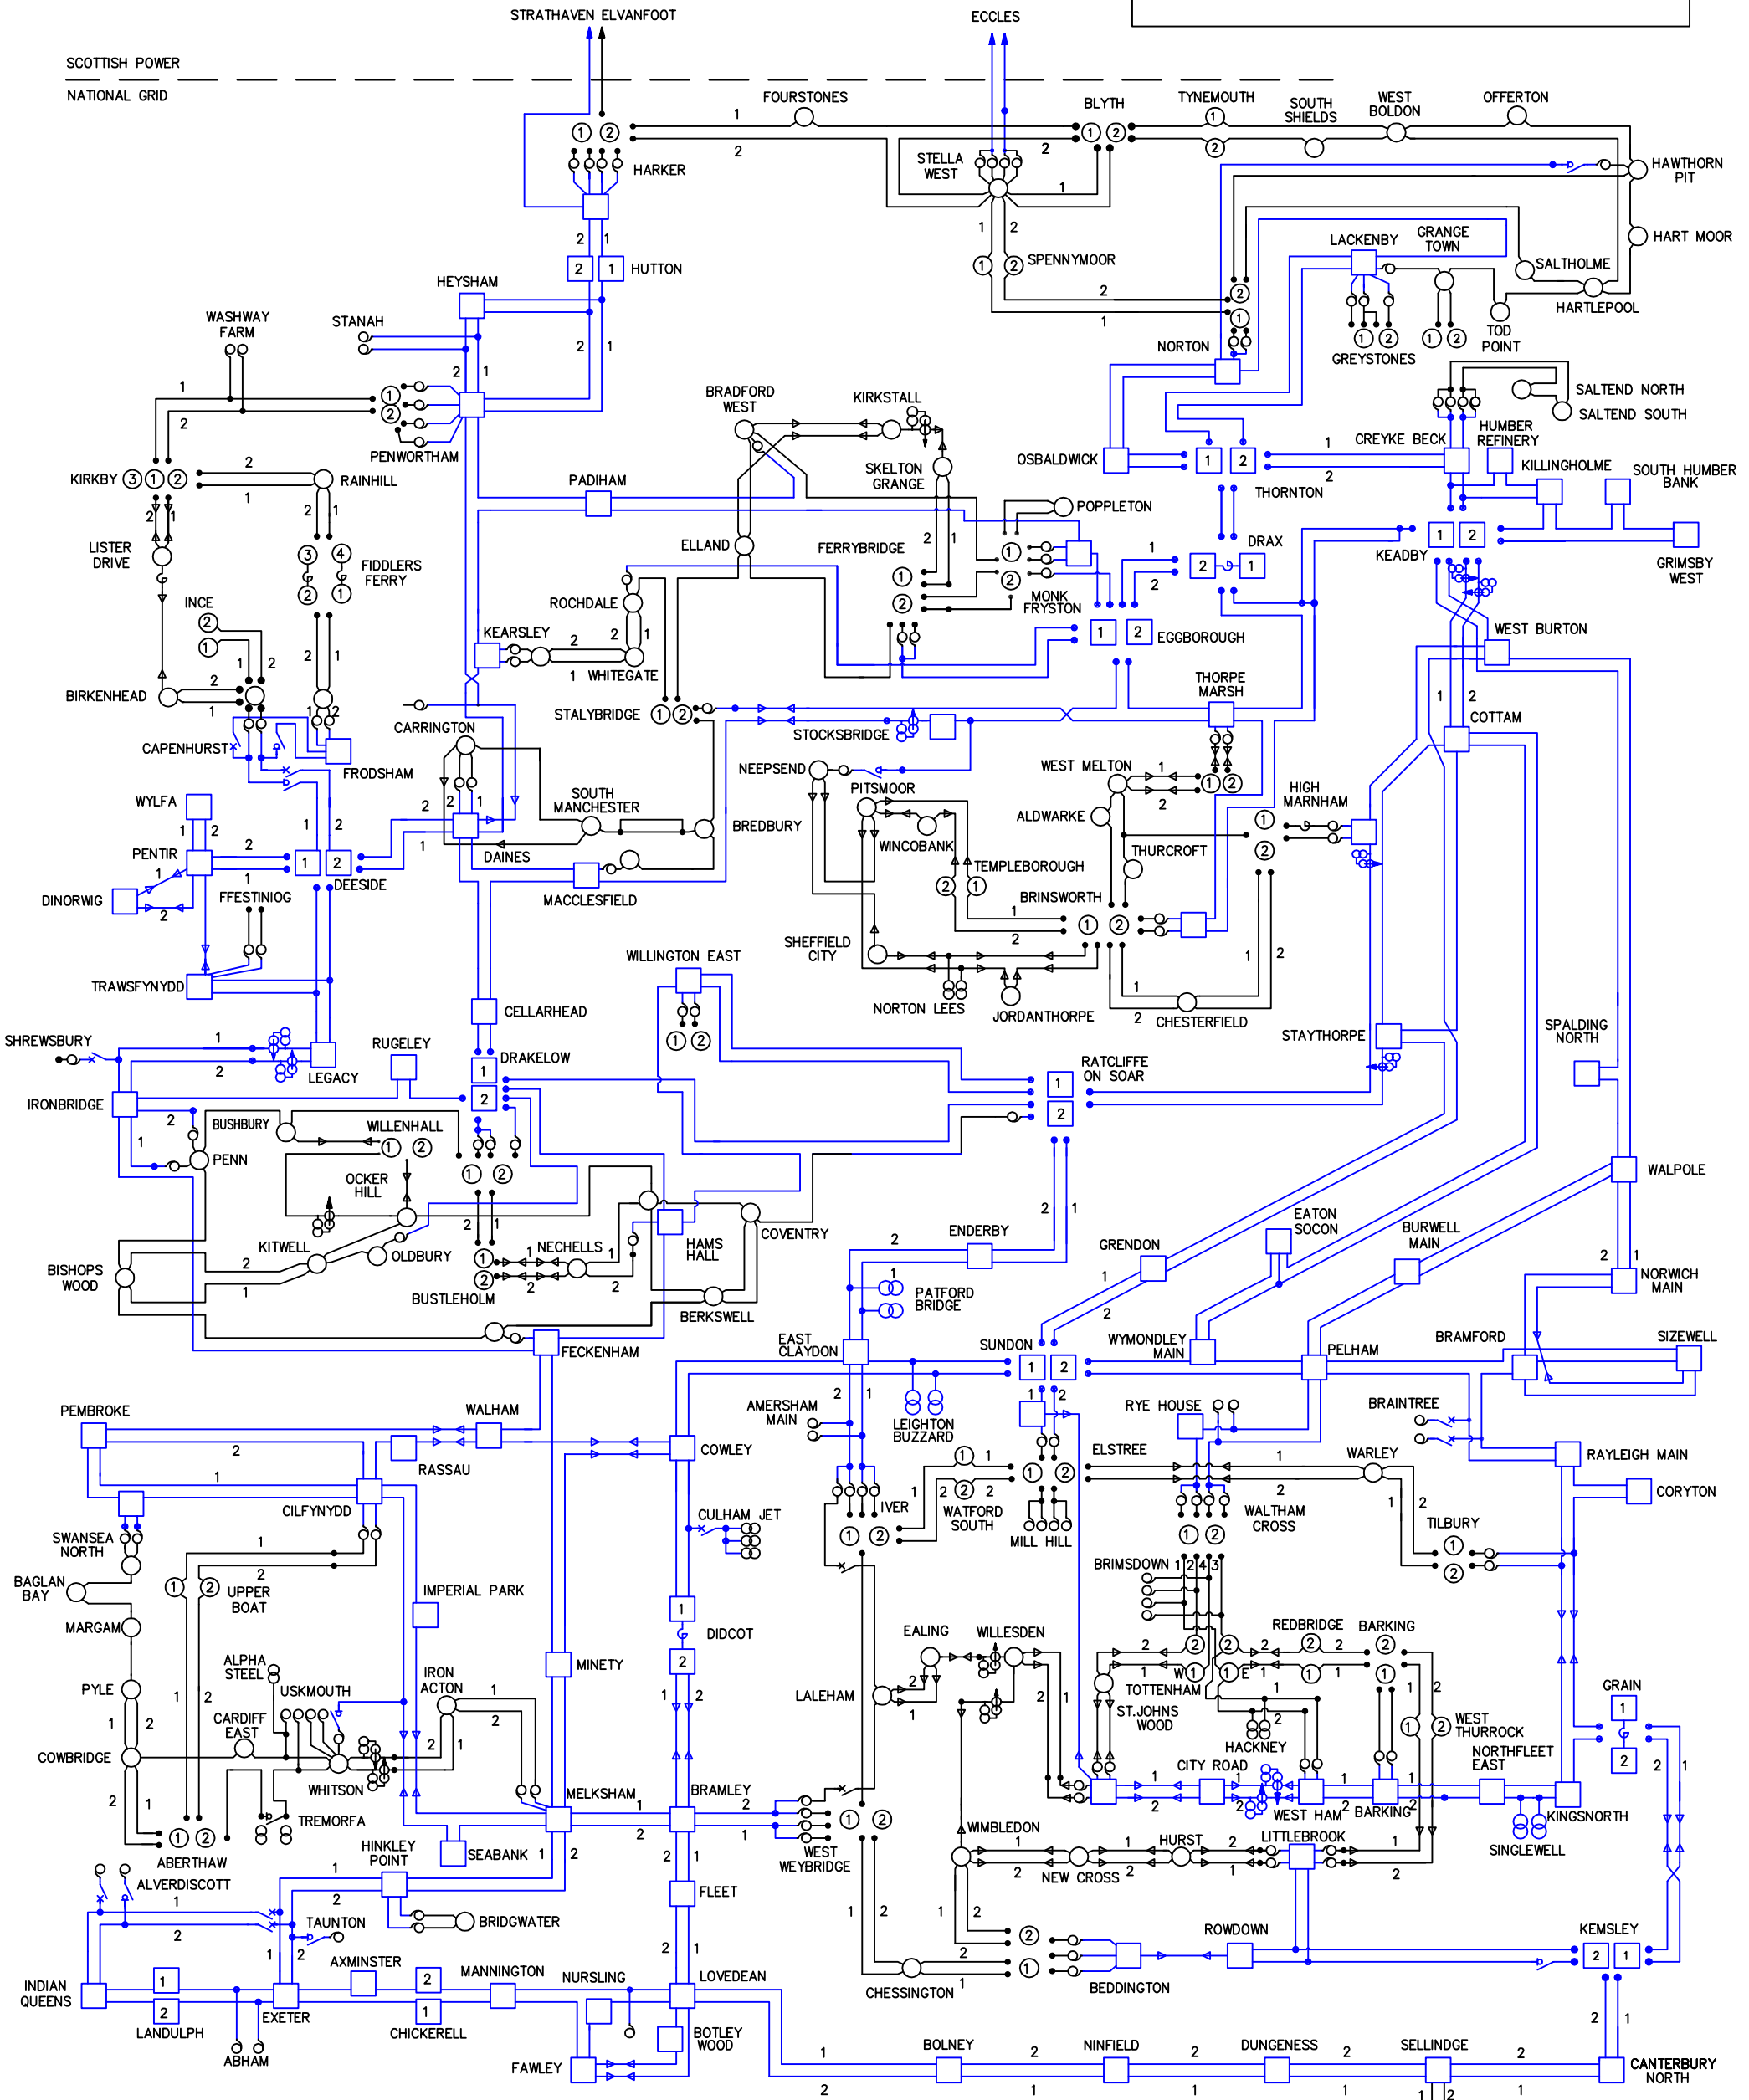 STRATHAVEN ELVANFOOT
ECCLES
SCOTTISH POWER
NATIONAL GRID
FOURSTONES
BLYTH
TYNEMOUTH
SOUTH
SHIELDS
WEST
BOLDON
OFFERTON
HARKER
STELLA
WEST
HAWTHORN
PIT
HUTTON
SPENNYMOOR
LACKENBY
GRANGE
TOWN
HART MOOR
SALTHOLME
HEYSHAM
HARTLEPOOL
WASHWAY
FARM
STANAH
NORTON
GREYSTONES
TOD
POINT
PENWORTHAM
BRADFORD
WEST
KIRKSTALL
SALTEND NORTH
SALTEND SOUTH
CREYKE BECK
HUMBER
REFINERY
KIRKBY
RAINHILL
PADIHAM
SKELTON
GRANGE
OSBALDWICK
THORNTON
KILLINGHOLME
SOUTH HUMBER
BANK
POPPLETON
LISTER
DRIVE
FIDDLERS
FERRY
ELLAND
FERRYBRIDGE
DRAX
KEADBY
GRIMSBY
WEST
INCE
ROCHDALE
MONK
FRYSTON
KEARSLEY
WHITEGATE
EGGBOROUGH
WEST BURTON
BIRKENHEAD
THORPE
MARSH
CAPENHURST
CARRINGTON
STALYBRIDGE
STOCKSBRIDGE
COTTAM
FRODSHAM
NEEPSEND
WEST MELTON
WYLFA
SOUTH
MANCHESTER
PITSMOOR
HIGH
MARNHAM
ALDWARKE
BREDBURY
WINCOBANK
PENTIR
DAINES
THURCROFT
DEESIDE
TEMPLEBOROUGH
DINORWIG
FFESTINIOG
MACCLESFIELD
BRINSWORTH
SHEFFIELD
CITY
WILLINGTON EAST
TRAWSFYNYDD
NORTON LEES
JORDANTHORPE
CHESTERFIELD
CELLARHEAD
STAYTHORPE
SPALDING
NORTH
SHREWSBURY
RUGELEY
LEGACY
DRAKELOW
RATCLIFFE
ON SOAR
IRONBRIDGE
BUSHBURY
WILLENHALL
PENN
OCKER
HILL
WALPOLE
KITWELL
OLDBURY
NECHELLS
HAMS
HALL
COVENTRY
ENDERBY
EATON
SOCON
BURWELL
MAIN
GRENDON
BISHOPS
WOOD
BUSTLEHOLM
BERKSWELL
PATFORD
BRIDGE
NORWICH
MAIN
FECKENHAM
EAST
CLAYDON
SUNDON
WYMONDLEY
MAIN
PELHAM
BRAMFORD
SIZEWELL
PEMBROKE
WALHAM
AMERSHAM
MAIN
LEIGHTON
BUZZARD
RYE HOUSE
BRAINTREE
RASSAU
COWLEY
ELSTREE
WARLEY
RAYLEIGH MAIN
CILFYNYDD
CORYTON
SWANSEA
NORTH
CULHAM JET
IVER
WATFORD
SOUTH
MILL HILL
WALTHAM
CROSS
TILBURY
BAGLAN
BAY
UPPER
BOAT
BRIMSDOWN
IMPERIAL PARK
MARGAM
DIDCOT
EALING
WILLESDEN
REDBRIDGE
BARKING
ALPHA
STEEL
MINETY
PYLE
USKMOUTH
IRON
ACTON
LALEHAM
TOTTENHAM
GRAIN
CARDIFF
EAST
ST.JOHNS
WOOD
WEST
THURROCK
COWBRIDGE
HACKNEY
WHITSON
CITY ROAD
NORTHFLEET
EAST
MELKSHAM
BRAMLEY
TREMORFA
WEST HAM
BARKING
KINGSNORTH
ABERTHAW
HINKLEY
POINT
SEABANK
WEST
WEYBRIDGE
WIMBLEDON
HURST
LITTLEBROOK
SINGLEWELL
ALVERDISCOTT
NEW CROSS
FLEET
TAUNTON
BRIDGWATER
ROWDOWN
KEMSLEY
AXMINSTER
MANNINGTON
NURSLING
LOVEDEAN
INDIAN
QUEENS
LANDULPH
EXETER
CHICKERELL
CHESSINGTON
BEDDINGTON
ABHAM
BOTLEY
WOOD
FAWLEY
BOLNEY
NINFIELD
DUNGENESS
SELLINDGE
CANTERBURY
NORTH